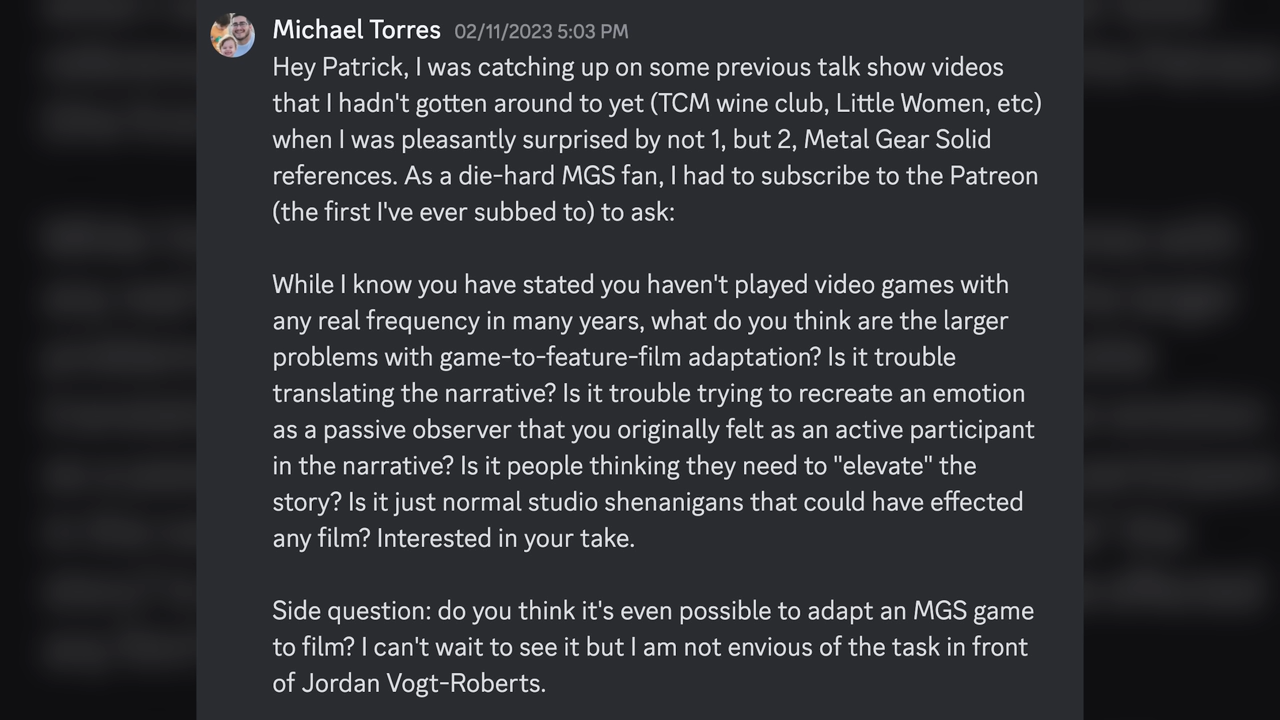 Michael Torres 02/11/2023 5:03 PM
Hey Patrick, I was catching up on some previous talk show videos
that I hadn't gotten around to yet (TCM wine club, Little Women, etc)
when I was pleasantly surprised by not 1, but 2, Metal Gear Solid
references. As a die-hard MGS fan, I had to subscribe to the Patreon
(the first I've ever subbed to) to ask:
While I know you have stated you haven't played video games with
any real frequency in many years, what do you think are the larger
problems with game-to-feature-film adaptation? Is it trouble
translating the narrative? Is it trouble trying to recreate an emotion
as a passive observer that you originally felt as an active participant
in the narrative? Is it people thinking they need to "elevate" the
story? Is it just normal studio shenanigans that could have effected
any film? Interested in your take.
Side question: do you think it's even possible to adapt an MGS game
to film? I can't wait to see it but I am not envious of the task in front
of Jordan Vogt-Roberts.